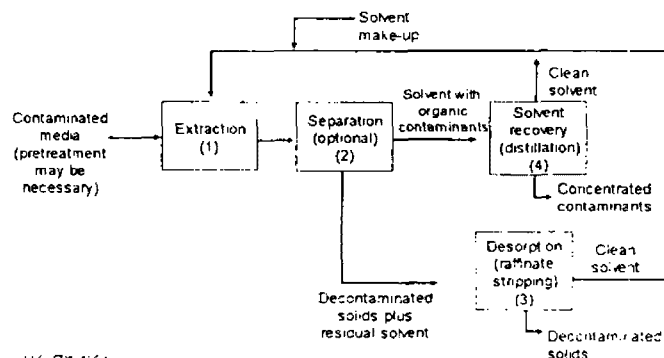 Solvent
make-up
Clean
solvent
Contaminated
media
(pretreatment
may be
necessary)
Extraction
(1)
Separation
(optional)
(2)
Solvent with
organic
contaminants
Solvent
recovery
(distillation)
(4)
Concentrated
contaminants
Decontaminated
solids plus
residual solvent
Desorption
(raffinate
stripping)
(3)
Clean
solvent
Decontaminated
solids